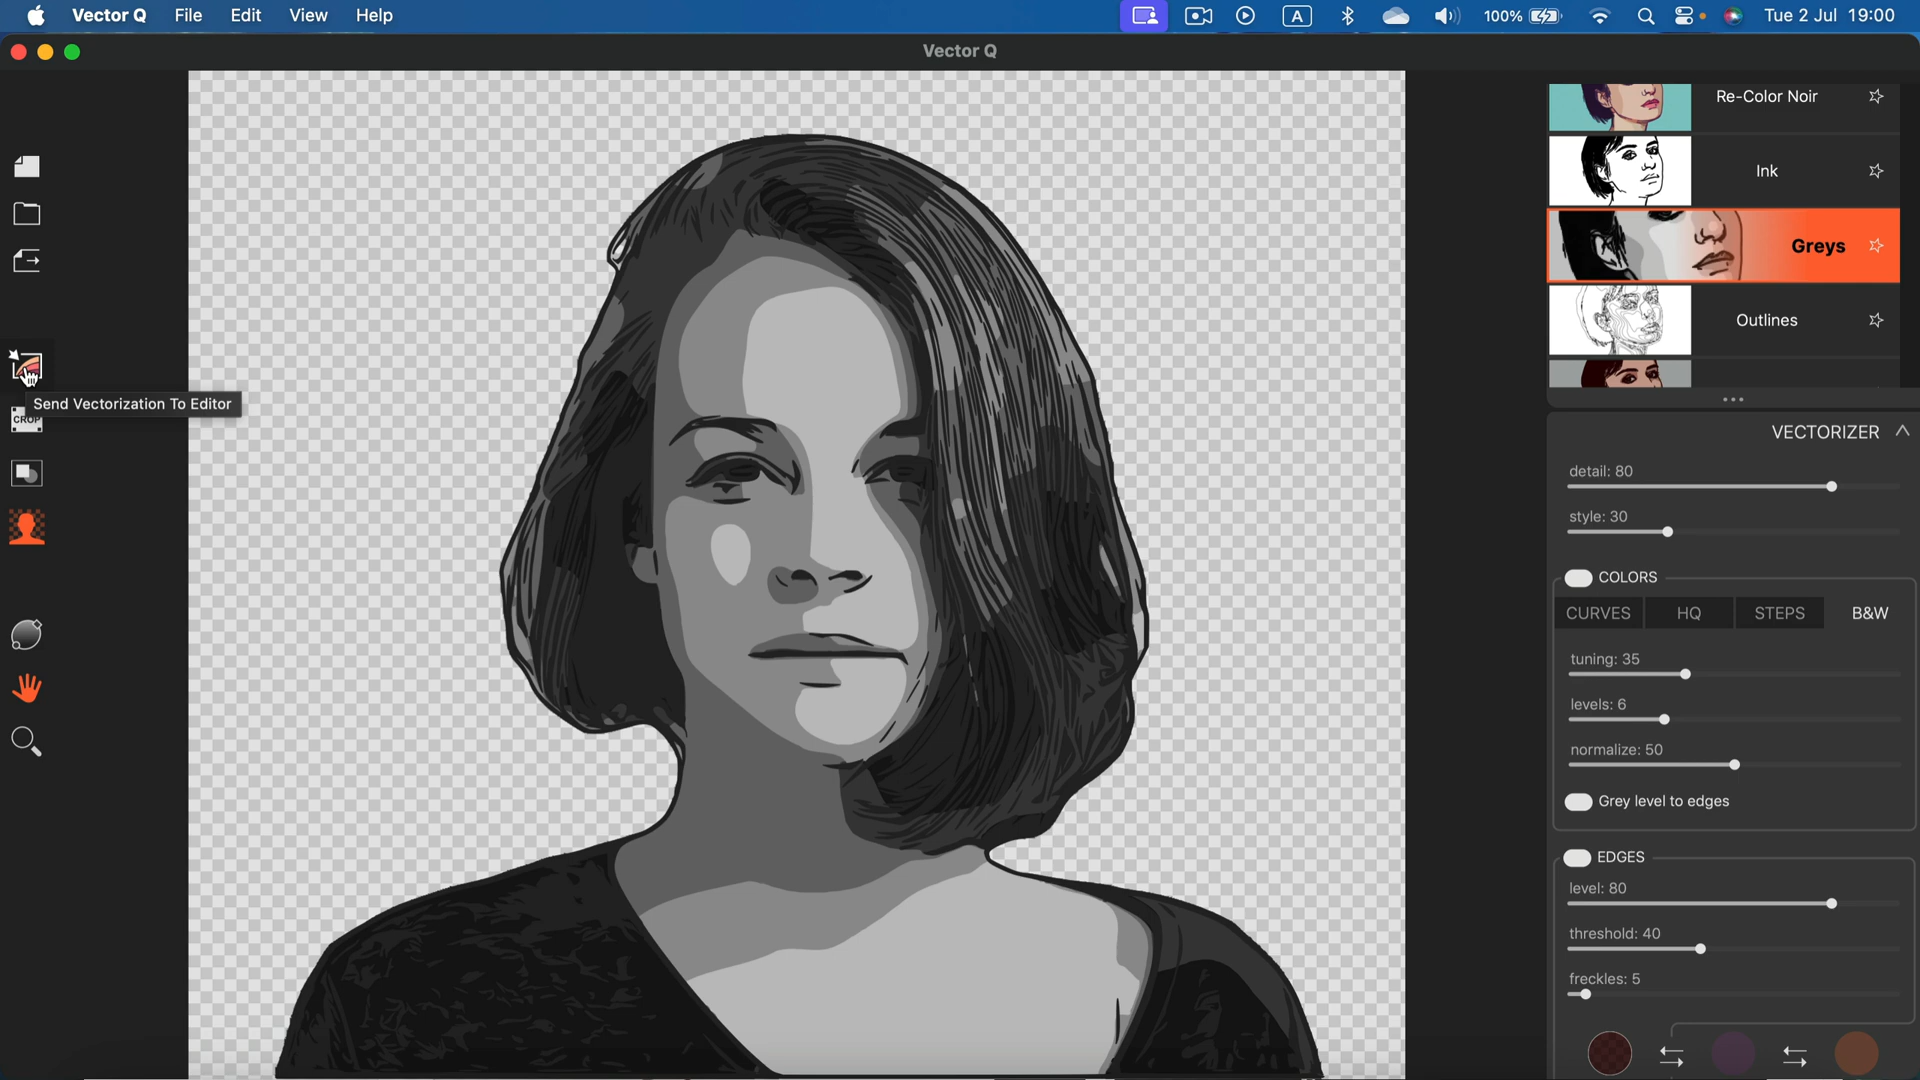 Vector Q File Edit View Help A 100% Tue 2 Jul 19:00
Vector Q
Re-Color Noir
Ink
Greys
Outlines
Send Vectorization To Editor
CROP
VECTORIZER
detail: 80
style: 30
COLORS
CURVES HQ STEPS B&W
tuning: 35
levels: 6
normalize: 50
Grey level to edges
EDGES
level: 80
threshold: 40
freckles: 5